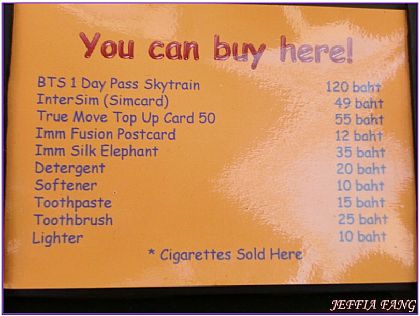 You can buy here!
BTS 1 Day Pass Skytrain 120 baht
InterSim (Simcard) 49 baht
True Move Top Up Card 50 55 baht
Imm Fusion Postcard 12 baht
Imm Silk Elephant 35 baht
Detergent 20 baht
Softener 10 baht
Toothpaste 15 baht
Toothbrush 25 baht
Lighter 10 baht
* Cigarettes Sold Here
JEFFIA FANG